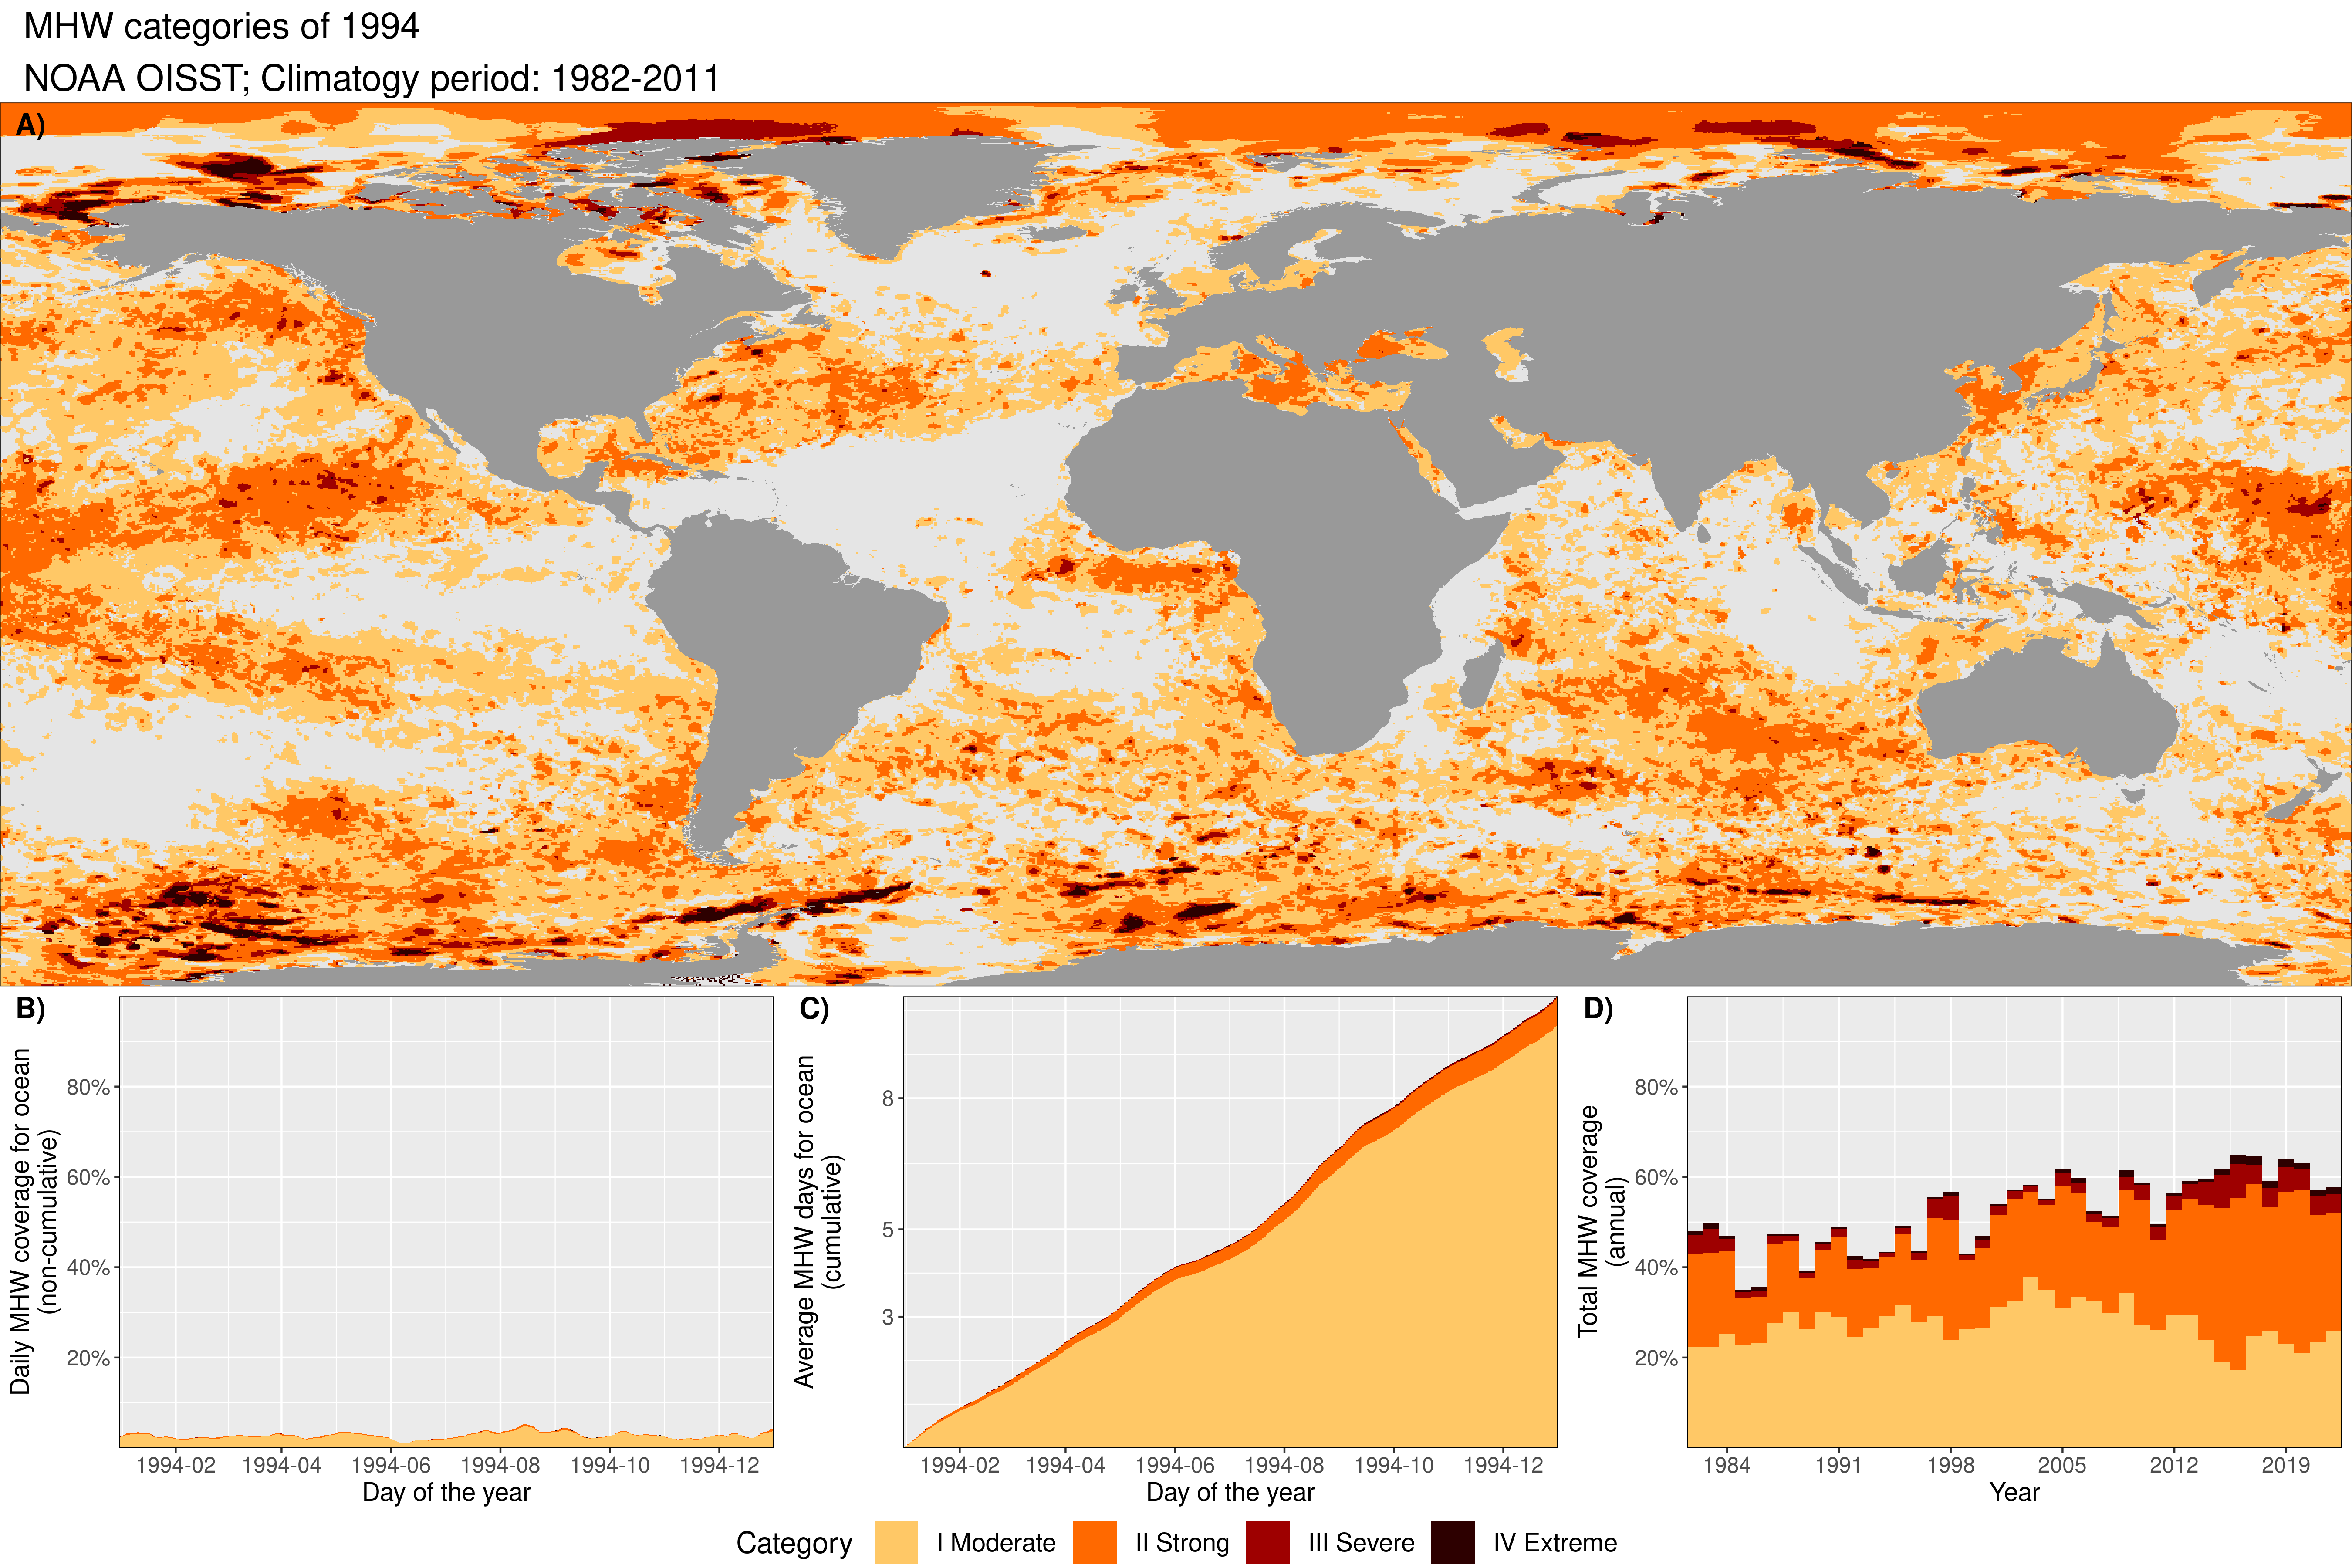 MHW categories of 1994
NOAA OISST; Climatogy period: 1982-2011
A)
B)
Daily MHW coverage for ocean
(non-cumulative)
80%
60%
40%
20%
1994-02 1994-04 1994-06 1994-08 1994-10 1994-12
Day of the year
C)
Average MHW days for ocean
(cumulative)
8
5
3
1994-02 1994-04 1994-06 1994-08 1994-10 1994-12
Day of the year
D)
Total MHW coverage
(annual)
80%
60%
40%
20%
1984 1991 1998 2005 2012 2019
Year
Category I Moderate II Strong III Severe IV Extreme